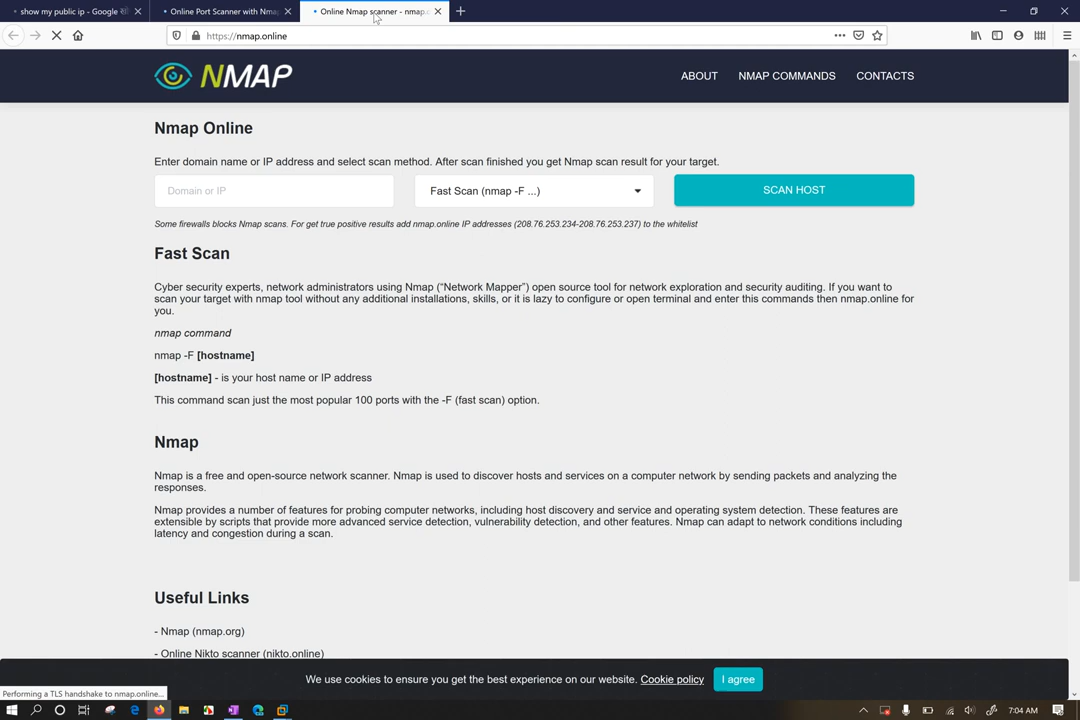 show my public ip - Google
Online Port Scanner with Nmap
Online Nmap scanner - nmap.o
https://nmap.online
NMAP
ABOUT
NMAP COMMANDS
CONTACTS
Nmap Online
Enter domain name or IP address and select scan method. After scan finished you get Nmap scan result for your target.
Domain or IP
Fast Scan (nmap -F ...)
SCAN HOST
Some firewalls blocks Nmap scans. For get true positive results add nmap.online IP addresses (208.76.253.234-208.76.253.237) to the whitelist
Fast Scan
Cyber security experts, network administrators using Nmap (“Network Mapper”) open source tool for network exploration and security auditing. If you want to
scan your target with nmap tool without any additional installations, skills, or it is lazy to configure or open terminal and enter this commands then nmap.online for
you.
nmap command
nmap -F [hostname]
[hostname] - is your host name or IP address
This command scan just the most popular 100 ports with the -F (fast scan) option.
Nmap
Nmap is a free and open-source network scanner. Nmap is used to discover hosts and services on a computer network by sending packets and analyzing the
responses.
Nmap provides a number of features for probing computer networks, including host discovery and service and operating system detection. These features are
extensible by scripts that provide more advanced service detection, vulnerability detection, and other features. Nmap can adapt to network conditions including
latency and congestion during a scan.
Useful Links
- Nmap (nmap.org)
- Online Nikto scanner (nikto.online)
We use cookies to ensure you get the best experience on our website. Cookie policy
I agree
Performing a TLS handshake to nmap.online...
7:04 AM